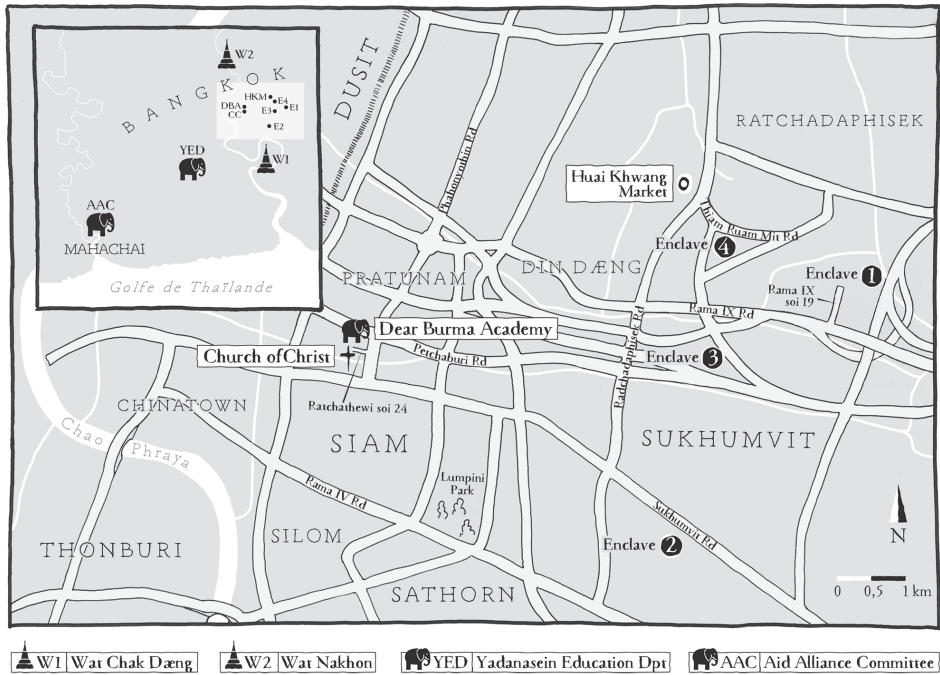 BANGKOK
W2
HKM
E4
DBA
E3
E1
CC
E2
YED
W1
AAC
MAHACHAI
Golfe de Thaïlande
DUSIT
Phahonyothin Rd
RATCHADAPHISEK
Huai Khwang
Market
Thiam Ruam Mit Rd
Enclave 4
PRATUNAM
DIN DÆNG
Enclave 1
Rama IX
soi 19
Rama IX Rd
Dear Burma Academy
Church of Christ
Petchaburi Rd
Radchadaphisek Rd
Enclave 3
Ratchathewi soi 24
CHINATOWN
Chao Phraya
SIAM
SUKHUMVIT
Lumpini
Park
Rama IV Rd
Sukhumvit Rd
THONBURI
SILOM
Enclave 2
SATHORN
N
0 0,5 1 km
W1 Wat Chak Dæng
W2 Wat Nakhon
YED Yadanasein Education Dpt
AAC Aid Alliance Committee